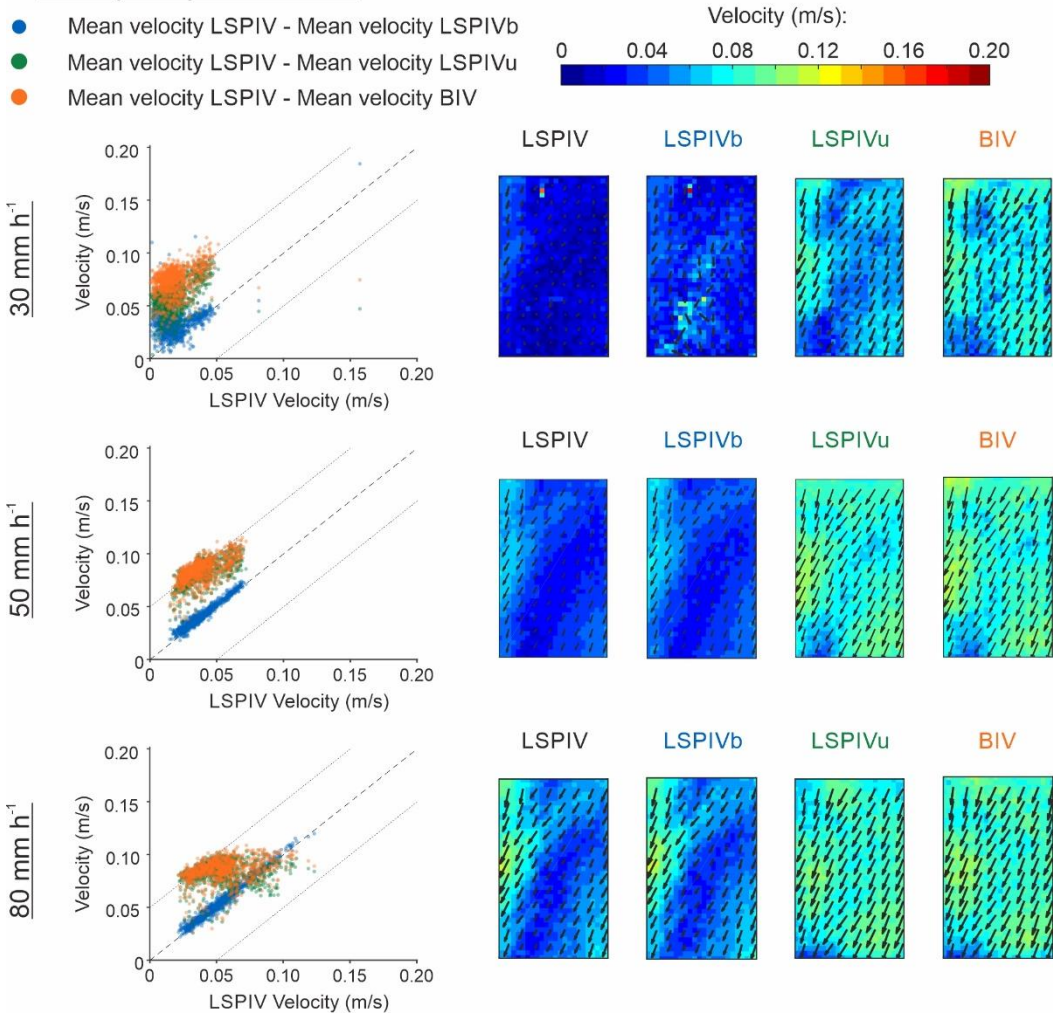 Mean velocity LSPIV - Mean velocity LSPIVb
Mean velocity LSPIV - Mean velocity LSPIVu
Mean velocity LSPIV - Mean velocity BIV
Velocity (m/s):
0 0.04 0.08 0.12 0.16 0.20
30 mm h⁻¹
Velocity (m/s)
0.20
0.15
0.10
0.05
0
0 0.05 0.10 0.15 0.20
LSPIV Velocity (m/s)
LSPIV LSPIVb LSPIVu BIV
50 mm h⁻¹
Velocity (m/s)
0.20
0.15
0.10
0.05
0
0 0.05 0.10 0.15 0.20
LSPIV Velocity (m/s)
LSPIV LSPIVb LSPIVu BIV
80 mm h⁻¹
Velocity (m/s)
0.20
0.15
0.10
0.05
0
0 0.05 0.10 0.15 0.20
LSPIV Velocity (m/s)
LSPIV LSPIVb LSPIVu BIV